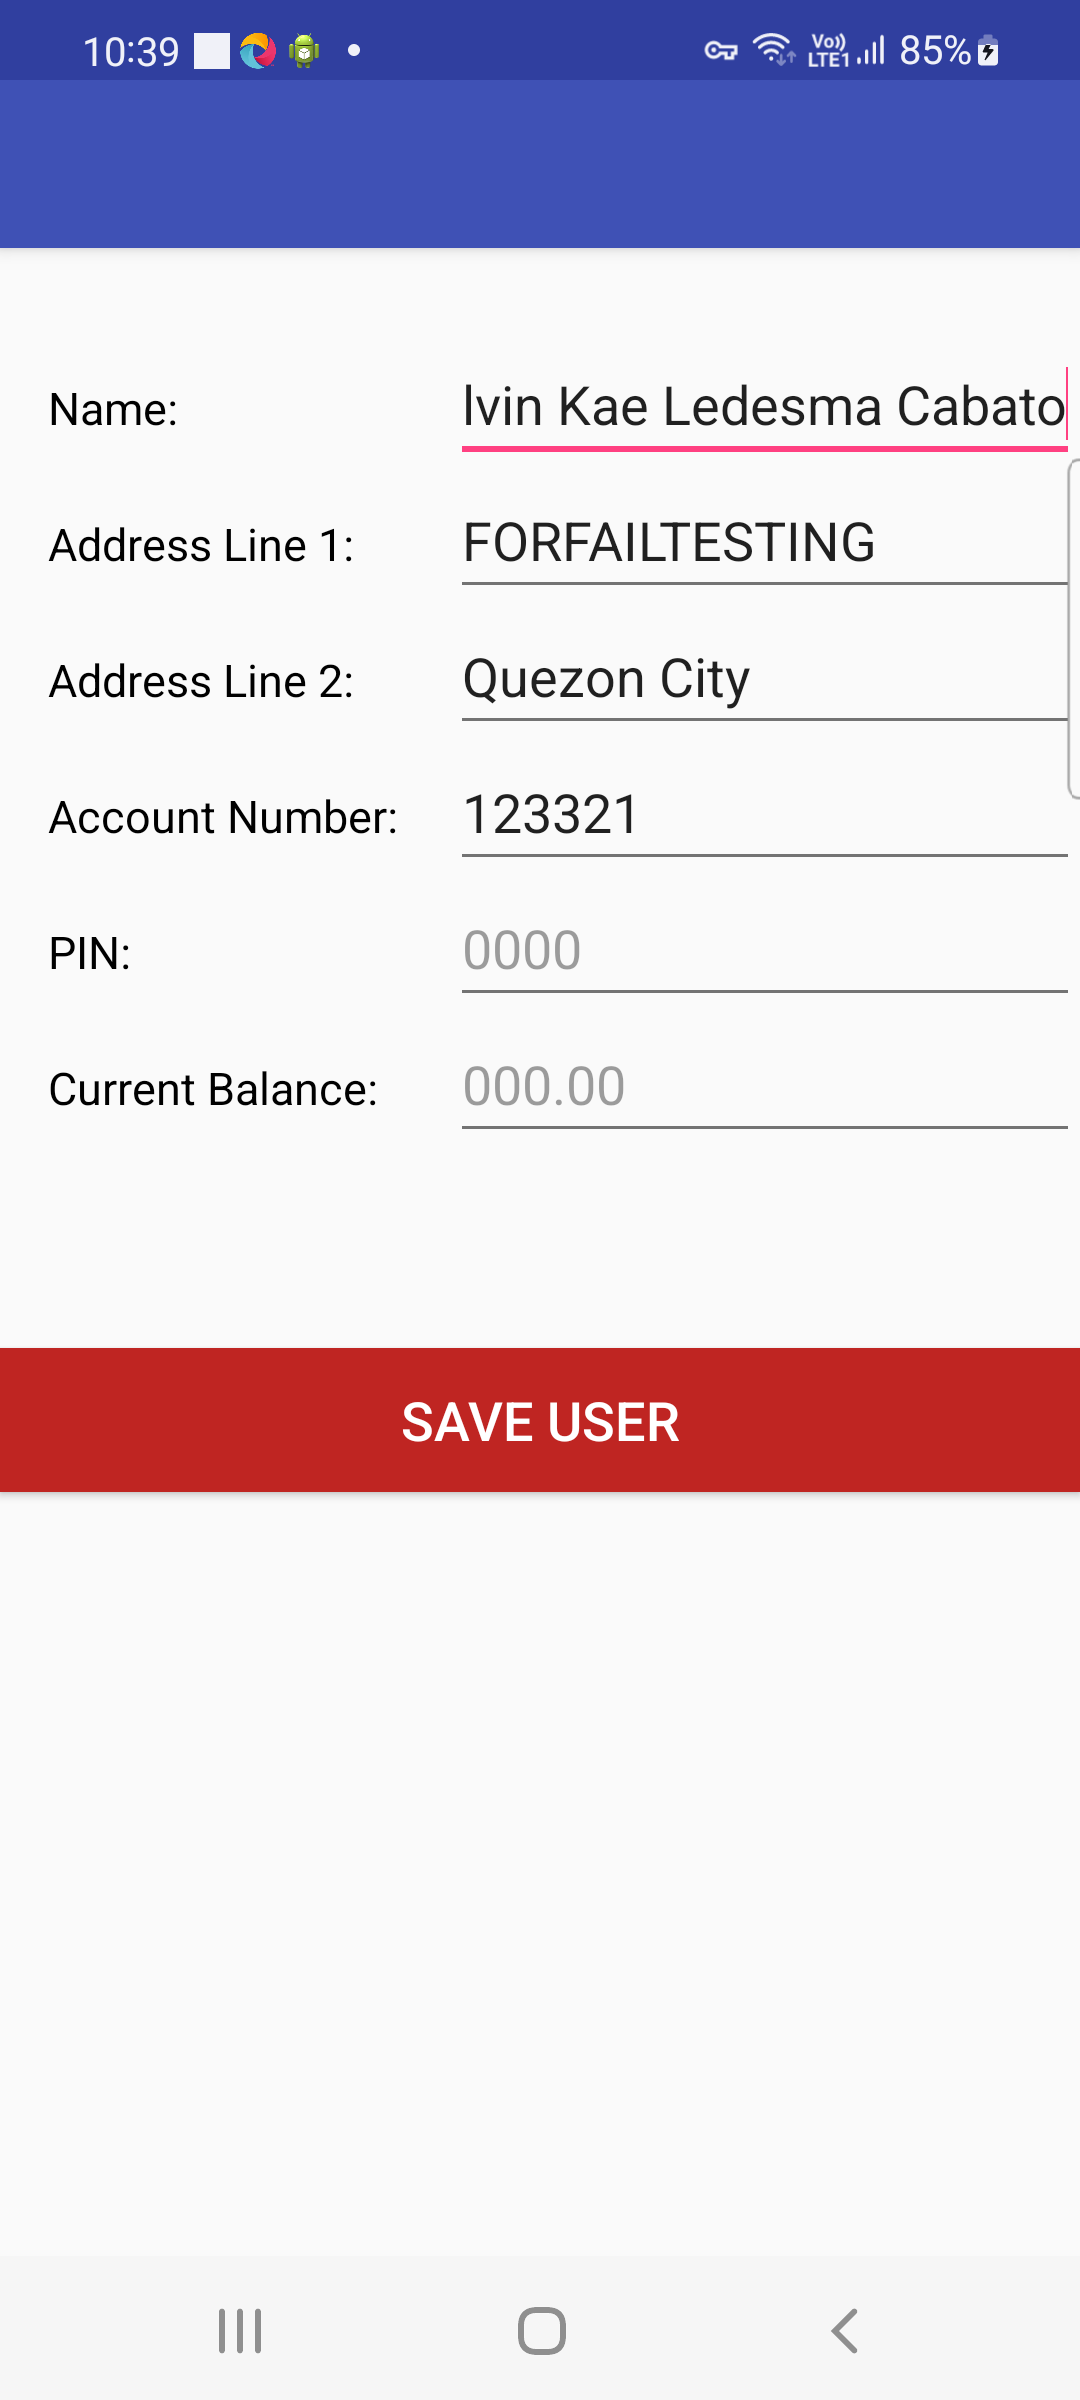 10:39 Vo)) LTE1 85%
Name: lvin Kae Ledesma Cabato
Address Line 1: FORFAILTESTING
Address Line 2: Quezon City
Account Number: 123321
PIN: 0000
Current Balance: 000.00
SAVE USER